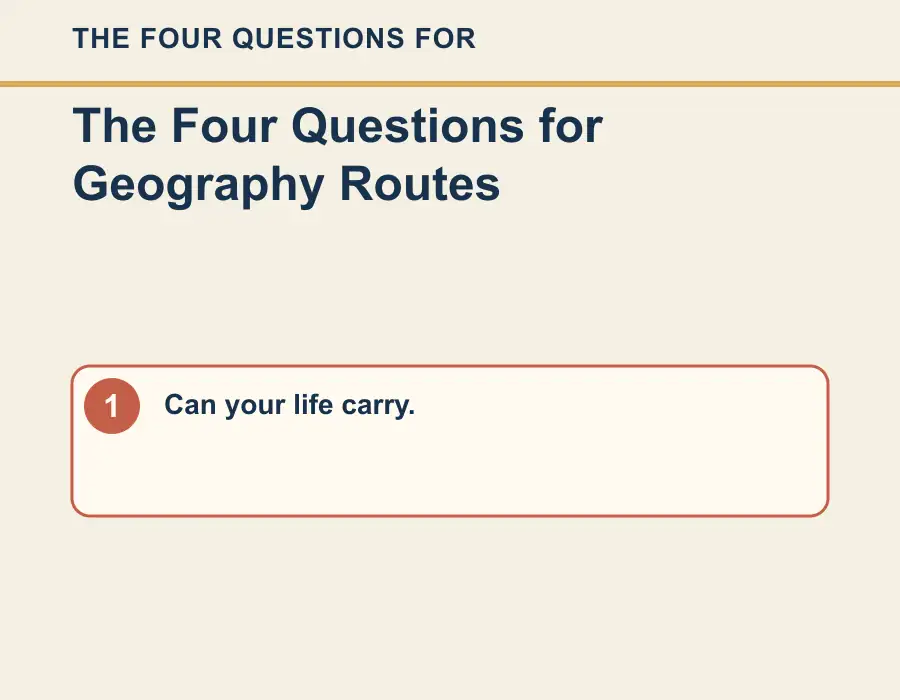 THE FOUR QUESTIONS FOR
The Four Questions for
Geography Routes
1
Can your life carry.